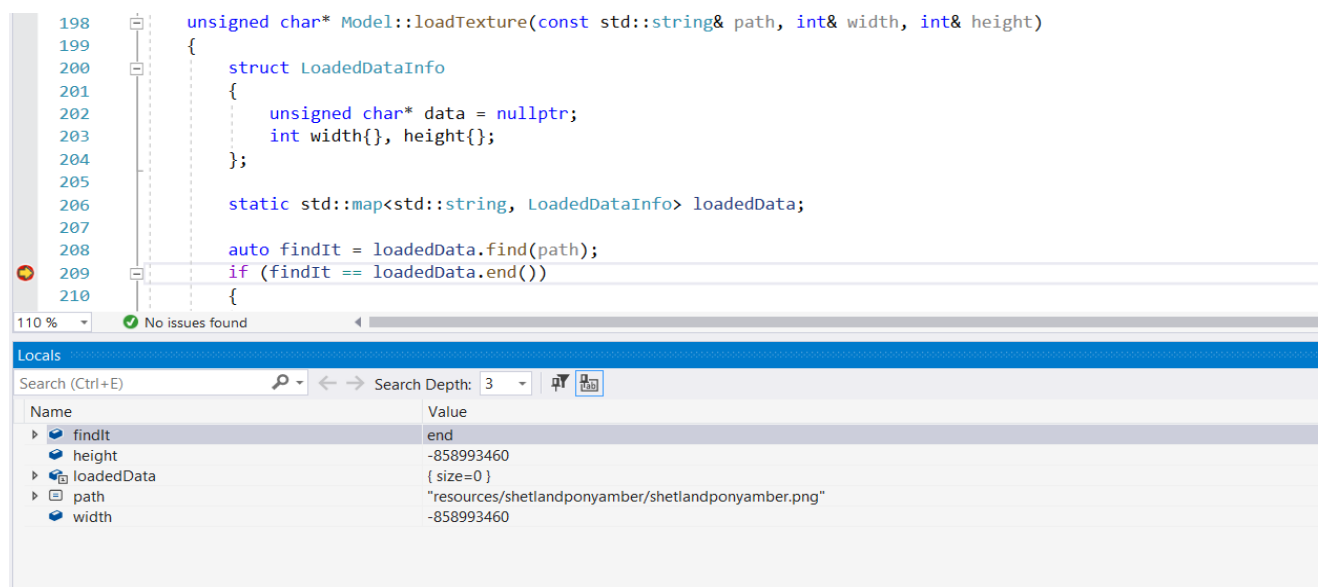 198 unsigned char* Model::loadTexture(const std::string& path, int& width, int& height)
199 {
200 struct LoadedDataInfo
201 {
202 unsigned char* data = nullptr;
203 int width{}, height{};
204 };
205
206 static std::map<std::string, LoadedDataInfo> loadedData;
207
208 auto findIt = loadedData.find(path);
209 if (findIt == loadedData.end())
210 {
110 % No issues found
Locals
Search (Ctrl+E) Search Depth: 3
Name Value
findIt end
height -858993460
loadedData { size=0 }
path "resources/shetlandponyamber/shetlandponyamber.png"
width -858993460